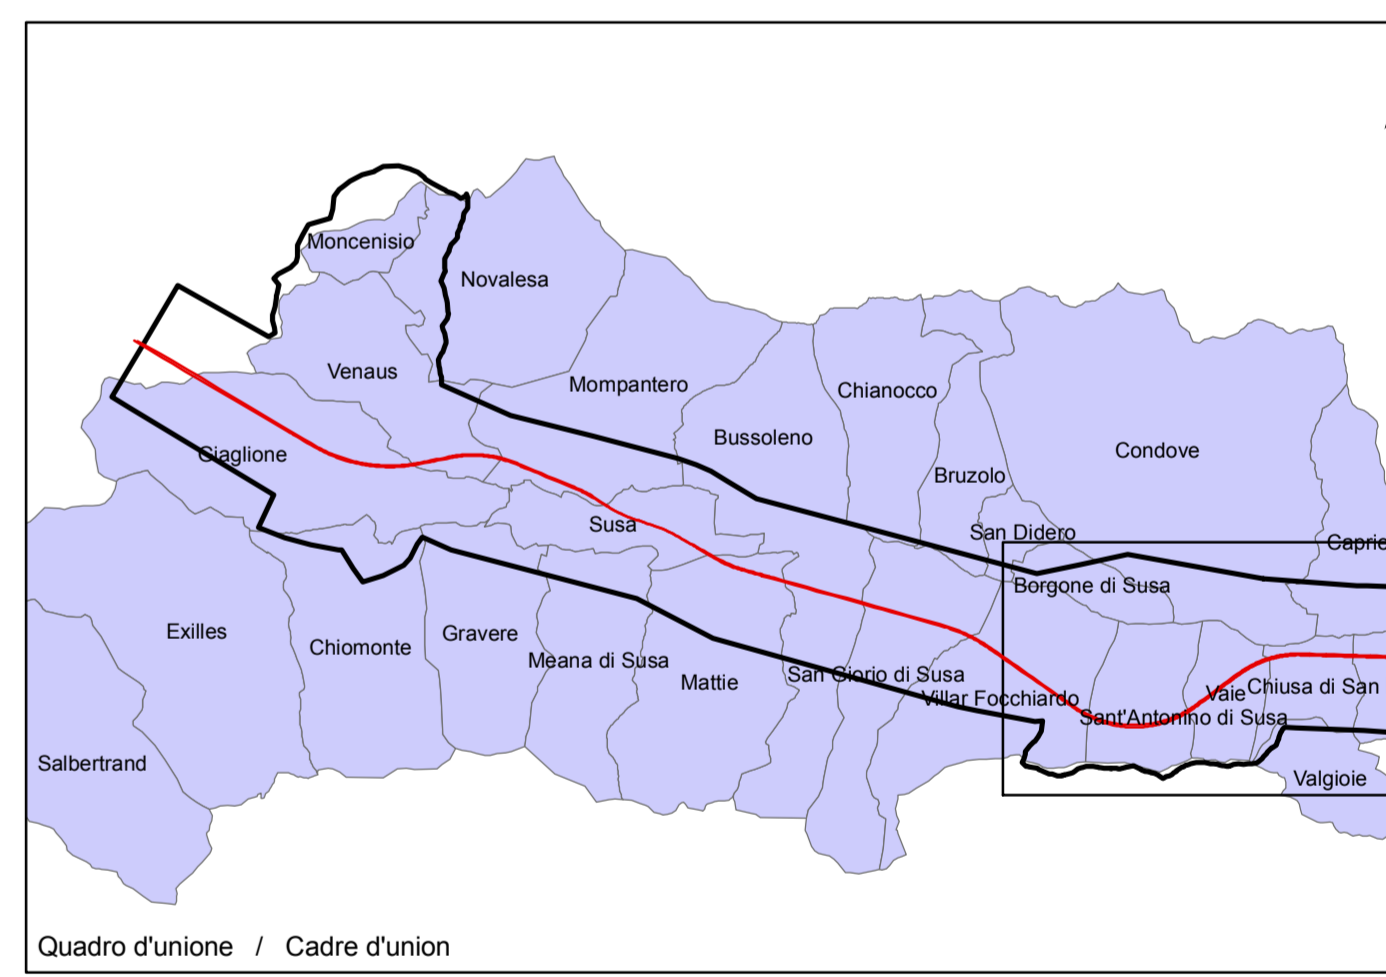 Moncenisio
Novalesa
Venaus
Mompantero
Chianocco
Bussoleno
Giaglione
Condove
Bruzolo
Susa
San Didero
Caprie
Borgone di Susa
Exilles
Chiomonte
Gravere
Meana di Susa
Mattie
San Giorio di Susa
Villar Focchiardo
Vaie
Chiusa di San
Sant'Antonino di Susa
Salbertrand
Valgioie
Quadro d'unione / Cadre d'union